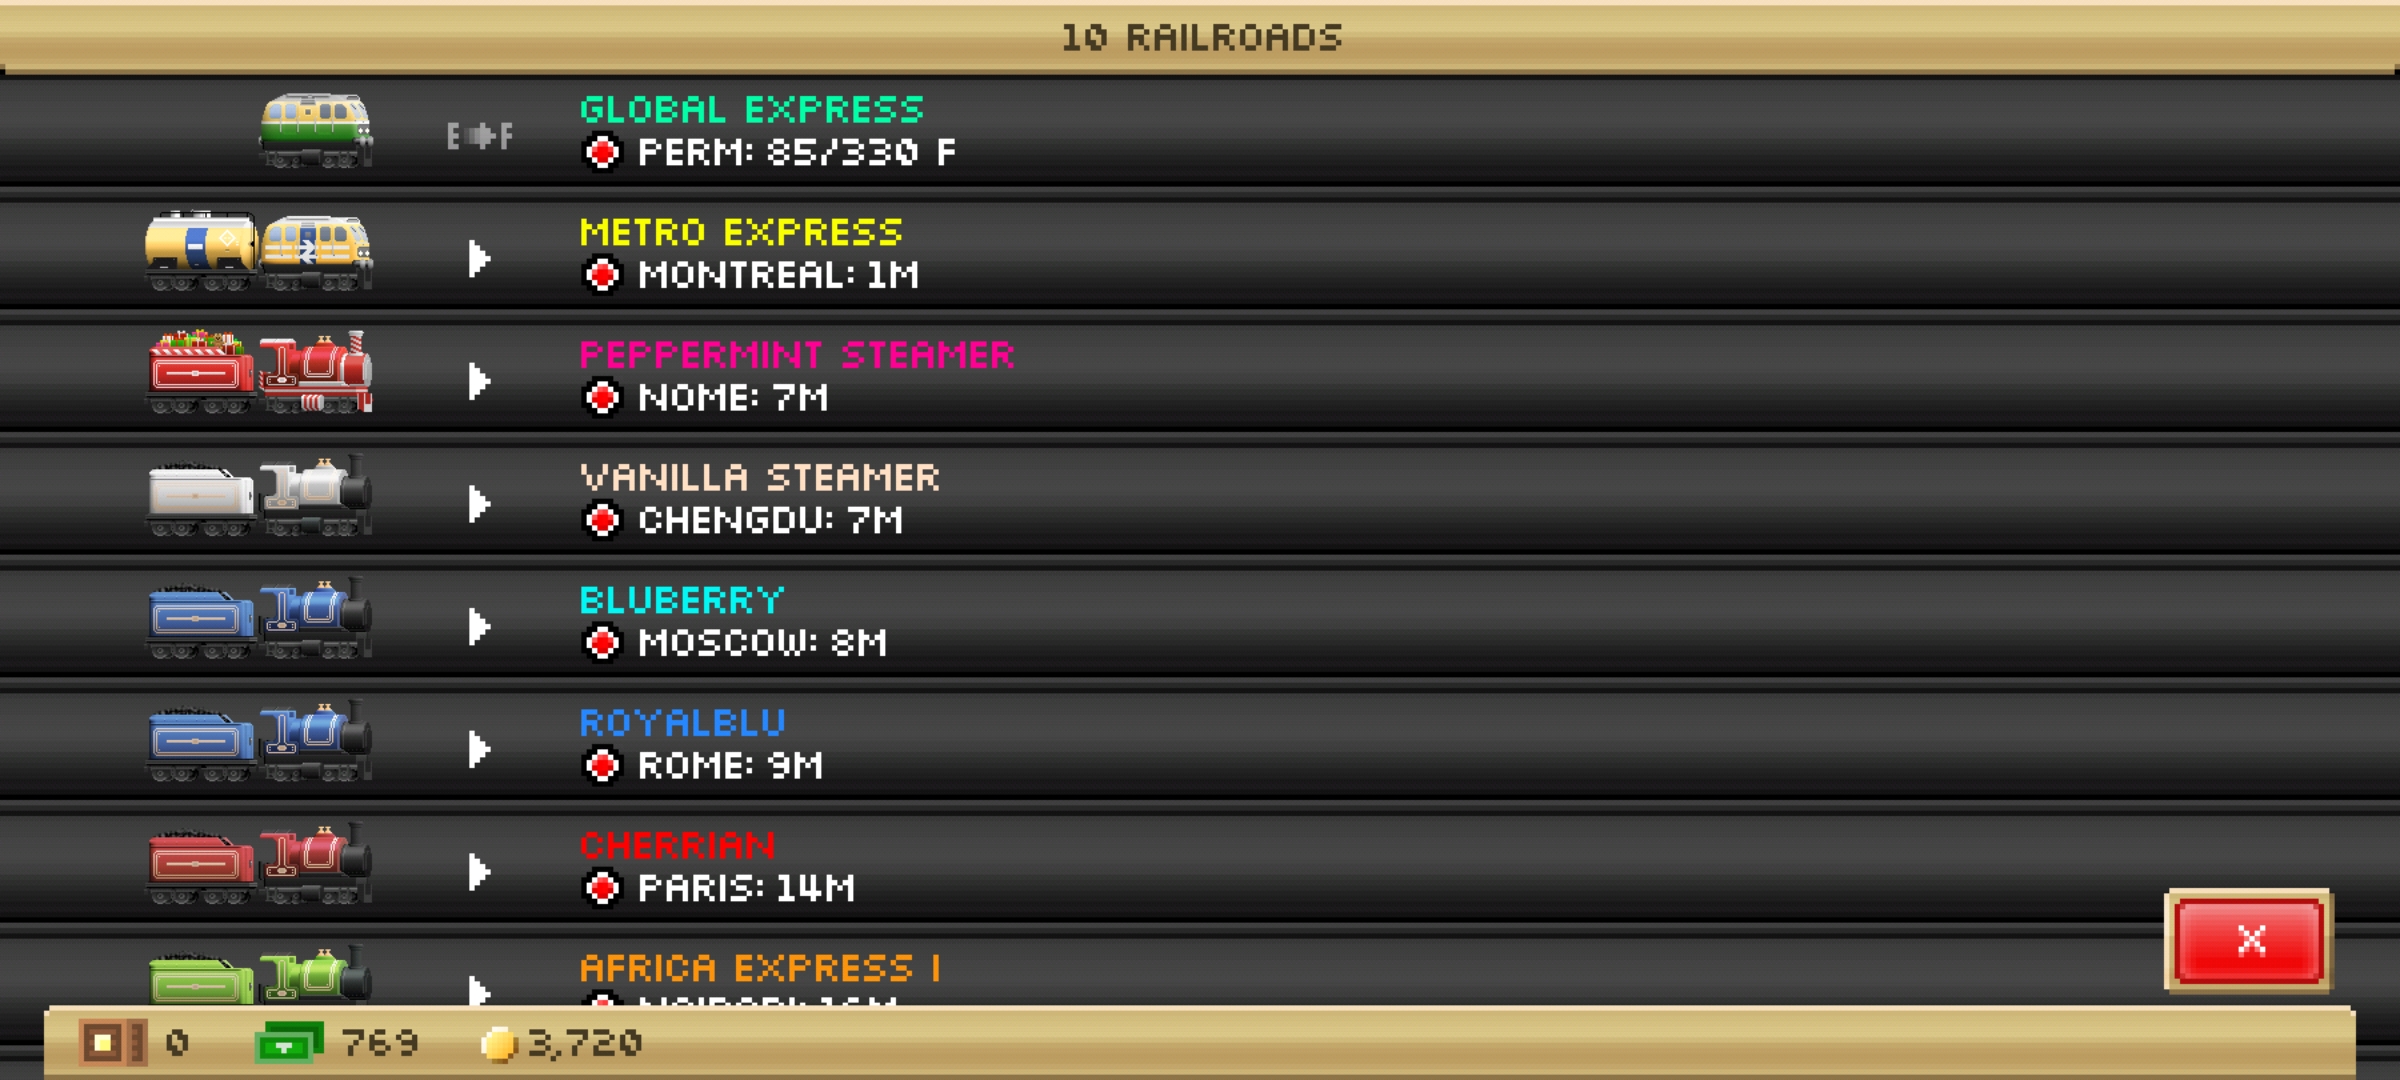 10 RAILROADS
GLOBAL EXPRESS
E F
PERM: 85/330 F
METRO EXPRESS
MONTREAL: 1M
PEPPERMINT STEAMER
NOME: 7M
VANILLA STEAMER
CHENGDU: 7M
BLUBERRY
MOSCOW: 8M
ROYALBLU
ROME: 9M
CHERRIAN
PARIS: 14M
X
AFRICA EXPRESS I
0 769 3,720